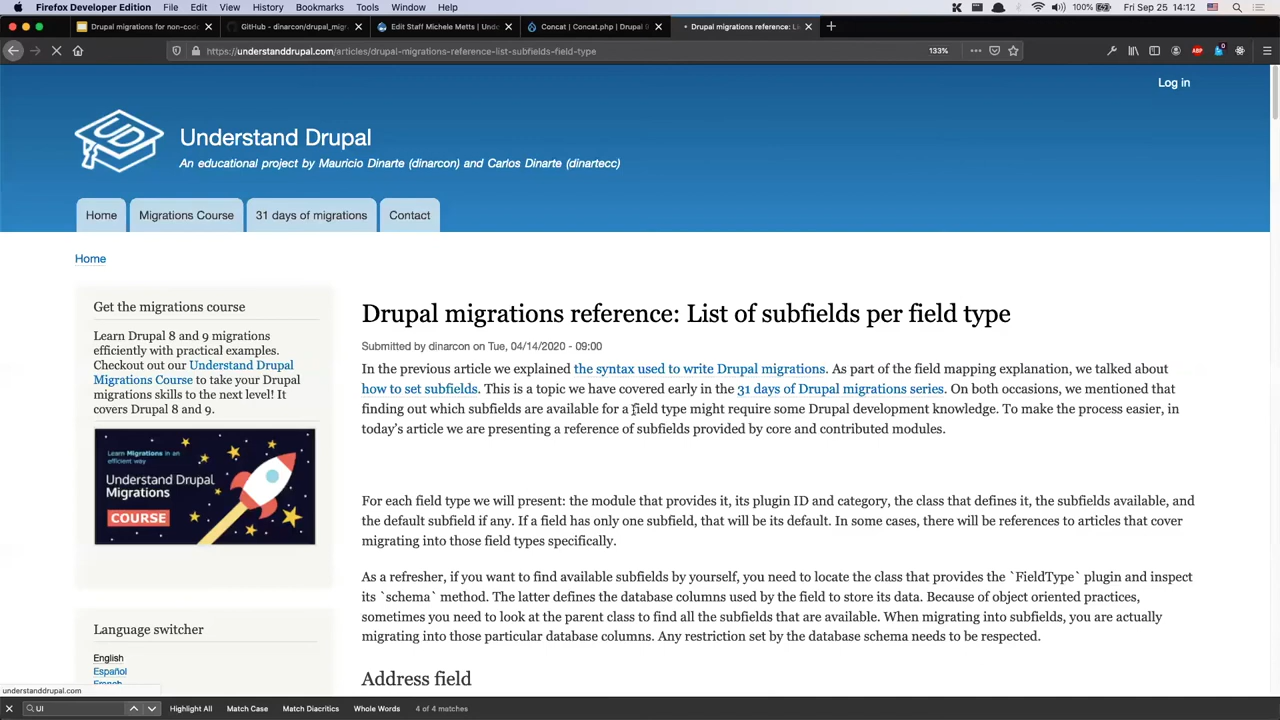 Firefox Developer Edition File Edit View History Bookmarks Tools Window Help 100% Fri Sep 25 14:12
Drupal migrations for non-code
GitHub - dinarcon/drupal_migr
Edit Staff Michele Metts | Unde
Concat | Concat.php | Drupal
Drupal migrations reference: Li
https://understanddrupal.com/articles/drupal-migrations-reference-list-subfields-field-type 133%
Log in
UD
Understand Drupal
An educational project by Mauricio Dinarte (dinarcon) and Carlos Dinarte (dinartecc)
Home Migrations Course 31 days of migrations Contact
Home
Get the migrations course
Learn Drupal 8 and 9 migrations
efficiently with practical examples.
Checkout out our Understand Drupal
Migrations Course to take your Drupal
migrations skills to the next level! It
covers Drupal 8 and 9.
Learn Migrations in an
efficient way
Understand Drupal
Migrations
COURSE
Language switcher
English
Español
French
Drupal migrations reference: List of subfields per field type
Submitted by dinarcon on Tue, 04/14/2020 - 09:00
In the previous article we explained the syntax used to write Drupal migrations. As part of the field mapping explanation, we talked about
how to set subfields. This is a topic we have covered early in the 31 days of Drupal migrations series. On both occasions, we mentioned that
finding out which subfields are available for a field type might require some Drupal development knowledge. To make the process easier, in
today's article we are presenting a reference of subfields provided by core and contributed modules.
For each field type we will present: the module that provides it, its plugin ID and category, the class that defines it, the subfields available, and
the default subfield if any. If a field has only one subfield, that will be its default. In some cases, there will be references to articles that cover
migrating into those field types specifically.
As a refresher, if you want to find available subfields by yourself, you need to locate the class that provides the `FieldType` plugin and inspect
its `schema` method. The latter defines the database columns used by the field to store its data. Because of object oriented practices,
sometimes you need to look at the parent class to find all the subfields that are available. When migrating into subfields, you are actually
migrating into those particular database columns. Any restriction set by the database schema needs to be respected.
Address field
understanddrupal.com
UI Highlight All Match Case Match Diacritics Whole Words 4 of 4 matches